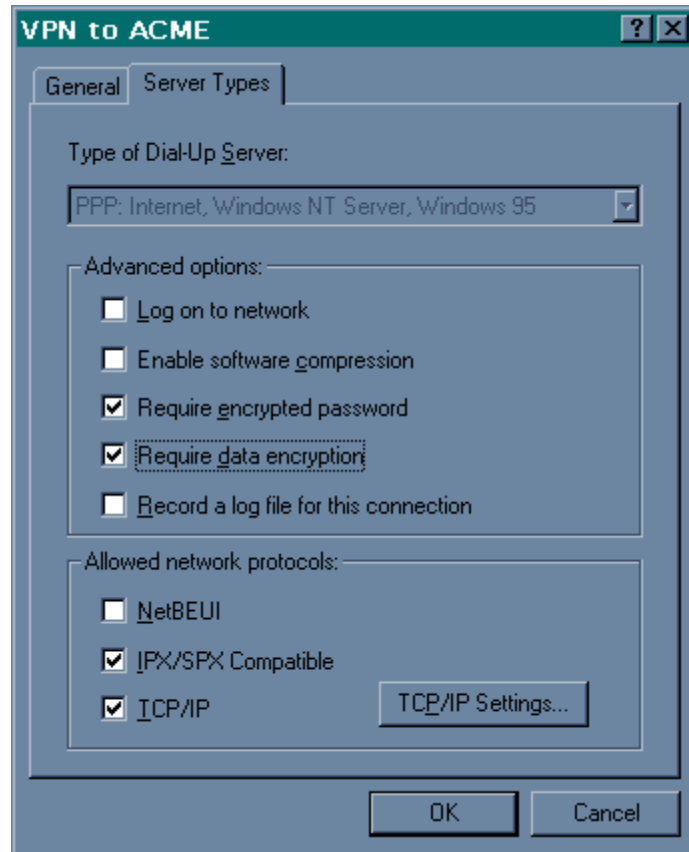 VPN to ACME
General Server Types
Type of Dial-Up Server:
PPP: Internet, Windows NT Server, Windows 95
Advanced options:
Log on to network
Enable software compression
Require encrypted password
Require data encryption
Record a log file for this connection
Allowed network protocols:
NetBEUI
IPX/SPX Compatible
TCP/IP TCP/IP Settings...
OK Cancel